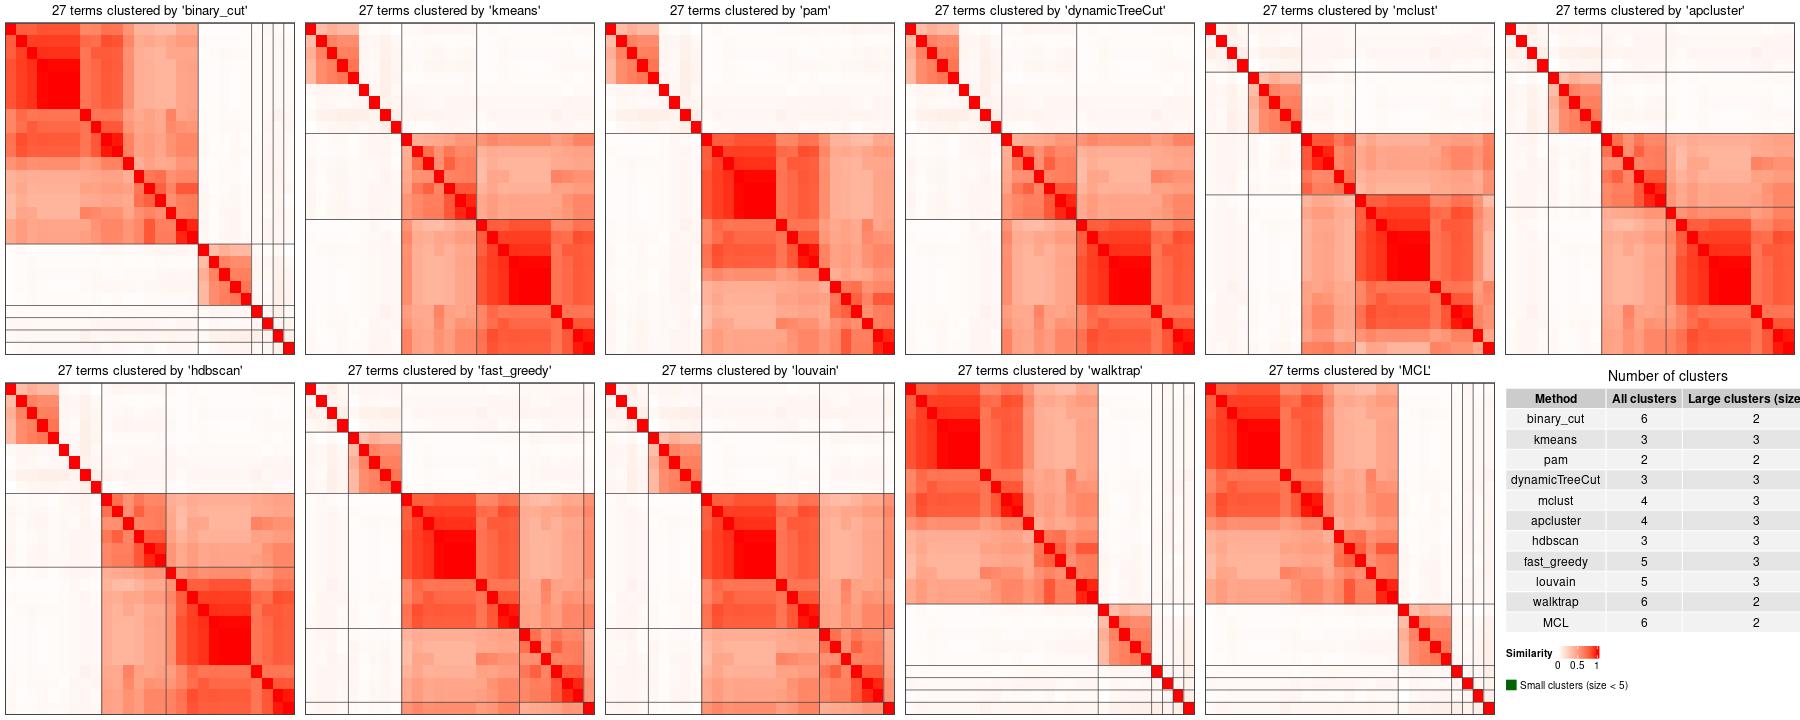 27 terms clustered by 'binary_cut'
27 terms clustered by 'kmeans'
27 terms clustered by 'pam'
27 terms clustered by 'dynamicTreeCut'
27 terms clustered by 'mclust'
27 terms clustered by 'apcluster'
27 terms clustered by 'hdbscan'
27 terms clustered by 'fast_greedy'
27 terms clustered by 'louvain'
27 terms clustered by 'walktrap'
27 terms clustered by 'MCL'
Number of clusters
Method All clusters Large clusters (size
binary_cut 6 2
kmeans 3 3
pam 2 2
dynamicTreeCut 3 3
mclust 4 3
apcluster 4 3
hdbscan 3 3
fast_greedy 5 3
louvain 5 3
walktrap 6 2
MCL 6 2
Similarity
0 0.5 1
Small clusters (size < 5)